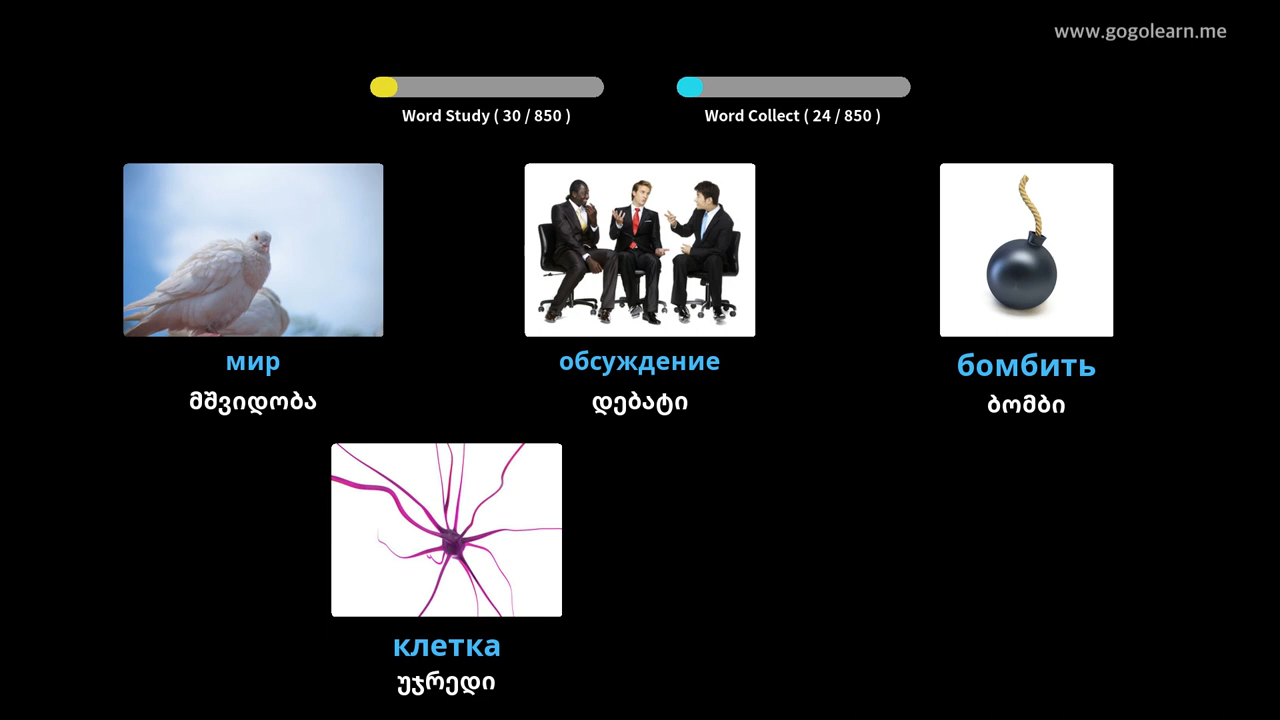 www.gogolearn.me
Word Study ( 30 / 850 )
Word Collect ( 24 / 850 )
мир
მშვიდობა
обсуждение
დებატი
бомбить
ბომბი
клетка
უჯრედი